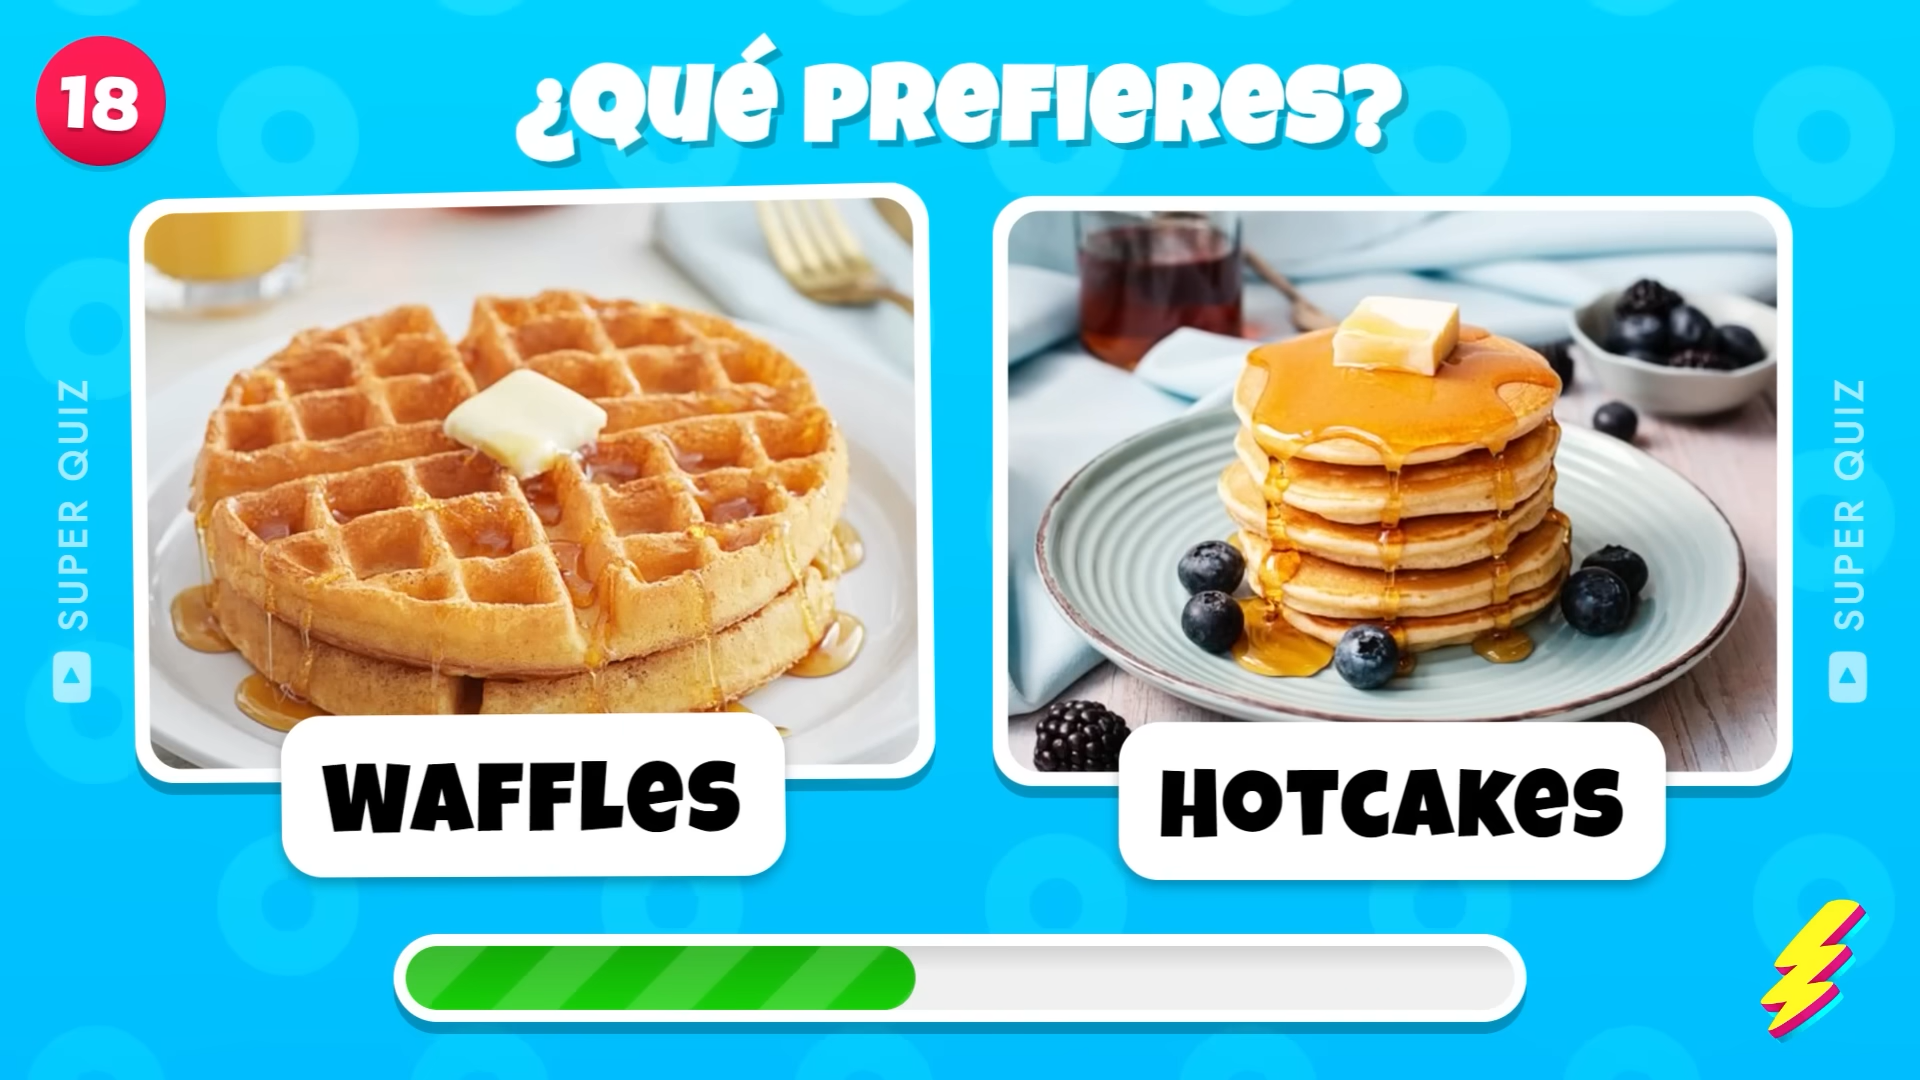 18
¿QUÉ PREFIERES?
SUPER QUIZ
WAFFLES
HOTCAKES
SUPER QUIZ